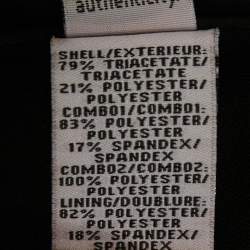 authenticity.
SHELL/EXTERIEUR:
79% TRIACETATE/
TRIACETATE
21% POLYESTER/
POLYESTER
COMBO1/COMBO1:
83% POLYESTER/
POLYESTER
17% SPANDEX/
SPANDEX
COMBO2/COMBO2:
100% POLYESTER/
POLYESTER
LINING/DOUBLURE:
82% POLYESTER/
POLYESTER
18% SPANDEX/
SPANDEX